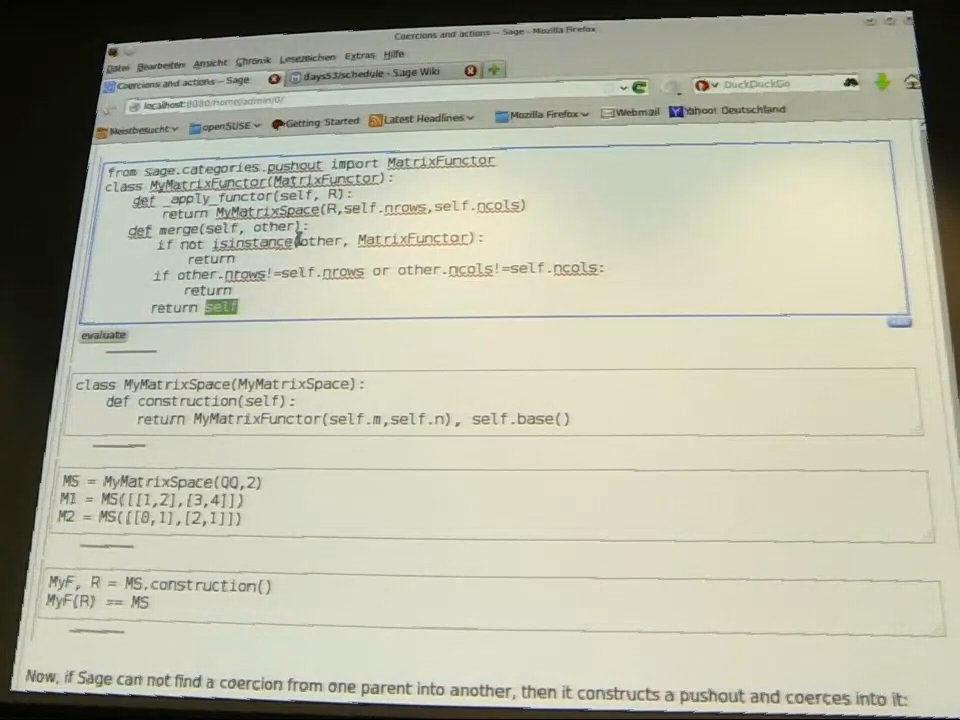 Coercions and actions -- Sage - Mozilla Firefox
Datei Bearbeiten Ansicht Chronik Lesezeichen Extras Hilfe
Coercions and actions -- Sage days53/schedule - Sage Wiki
localhost:8080/home/admin/0/ DuckDuckGo
Meistbesucht openSUSE Getting Started Latest Headlines Mozilla Firefox Webmail Yahoo! Deutschland
from sage.categories.pushout import MatrixFunctor
class MyMatrixFunctor(MatrixFunctor):
def _apply_functor(self, R):
return MyMatrixSpace(R,self.nrows,self.ncols)
def merge(self, other):
if not isinstance(other, MatrixFunctor):
return
if other.nrows!=self.nrows or other.ncols!=self.ncols:
return
return self
evaluate
class MyMatrixSpace(MyMatrixSpace):
def construction(self):
return MyMatrixFunctor(self.m,self.n), self.base()
MS = MyMatrixSpace(QQ,2)
M1 = MS([[1,2],[3,4]])
M2 = MS([[0,1],[2,1]])
MyF, R = MS.construction()
MyF(R) == MS
Now, if Sage can not find a coercion from one parent into another, then it constructs a pushout and coerces into it: